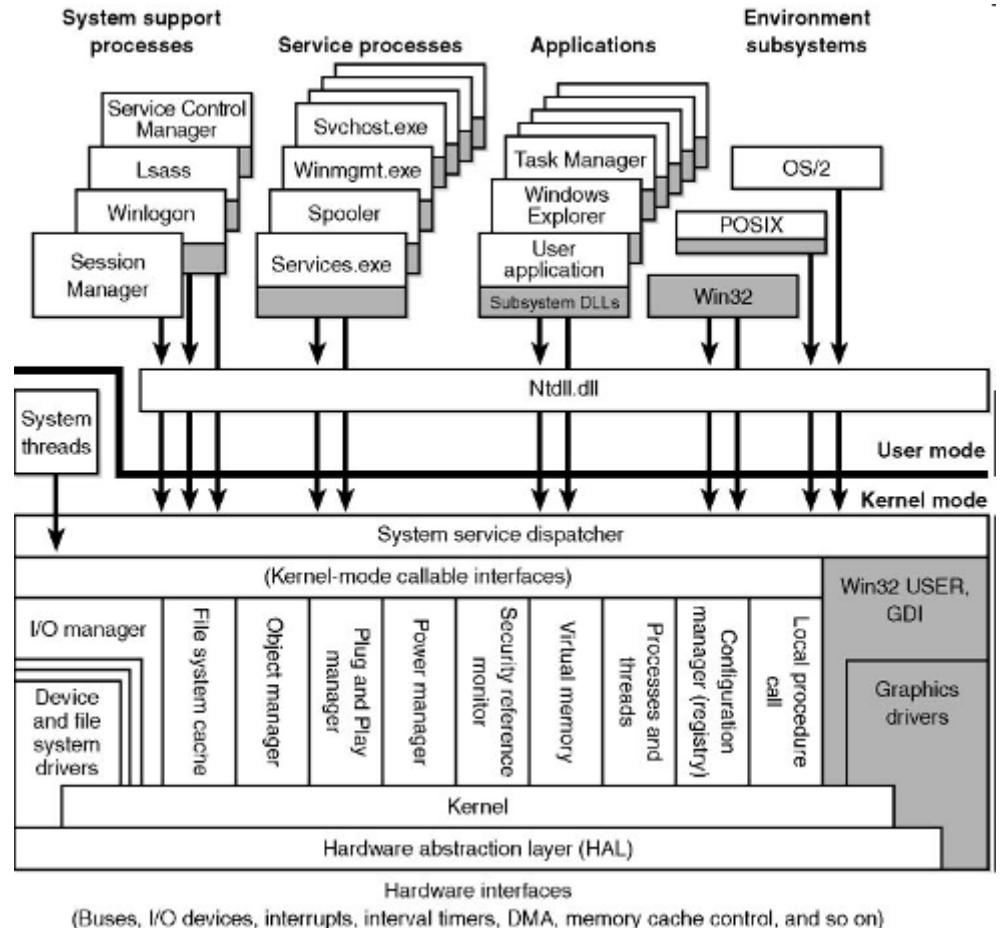 System support
processes
Service processes
Applications
Environment
subsystems
Service Control
Manager
Lsass
Winlogon
Session
Manager
Svchost.exe
Winmgmt.exe
Spooler
Services.exe
Task Manager
Windows
Explorer
User
application
Subsystem DLLs
OS/2
POSIX
Win32
Ntdll.dll
System
threads
User mode
Kernel mode
System service dispatcher
(Kernel-mode callable interfaces)
Win32 USER,
GDI
I/O manager
Device
and file
system
drivers
File system cache
Object manager
Plug and Play
manager
Power manager
Security reference
monitor
Virtual memory
Processes and
threads
Configuration
manager (registry)
Local procedure
call
Graphics
drivers
Kernel
Hardware abstraction layer (HAL)
Hardware interfaces
(Buses, I/O devices, interrupts, interval timers, DMA, memory cache control, and so on)